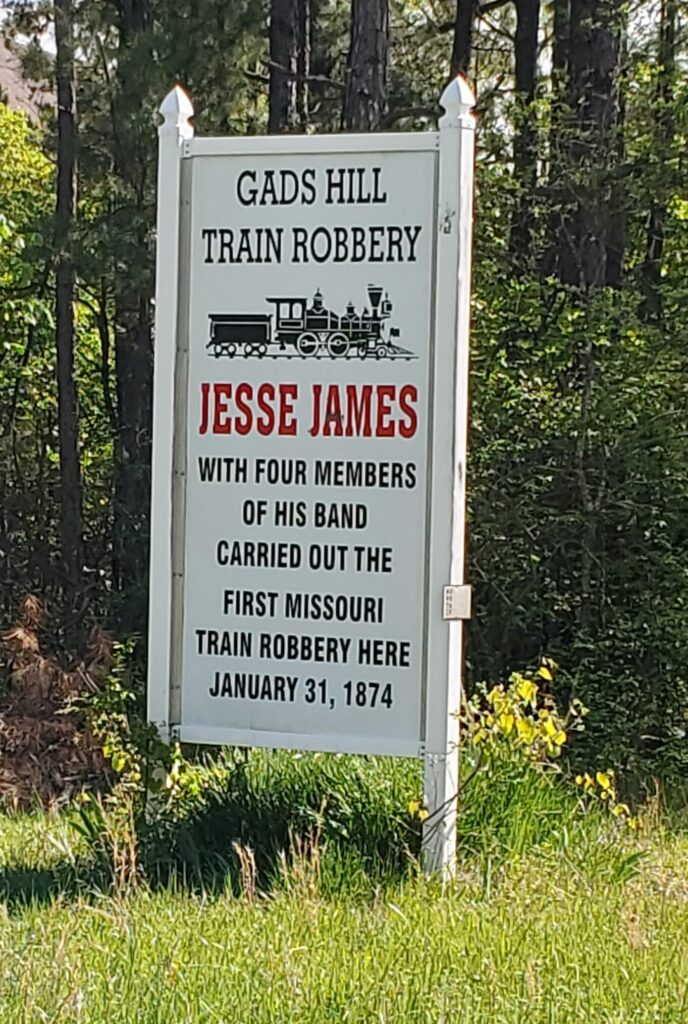 GADS HILL
TRAIN ROBBERY
JESSE JAMES
WITH FOUR MEMBERS
OF HIS BAND
CARRIED OUT THE
FIRST MISSOURI
TRAIN ROBBERY HERE
JANUARY 31, 1874